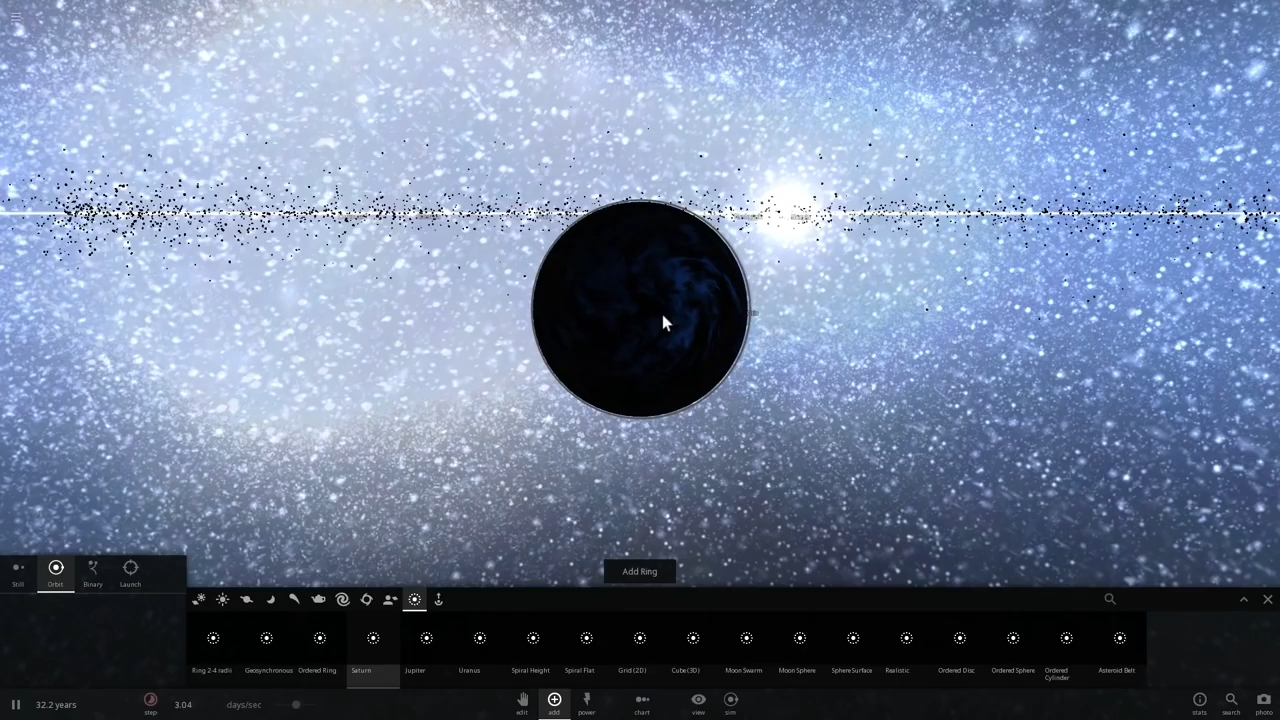 Add Ring
Still
Orbit
Binary
Launch
Ring 2-4 radii
Geosynchronous
Ordered Ring
Saturn
Jupiter
Uranus
Spiral Height
Spiral Flat
Grid (2D)
Cube(3D)
Moon Swarm
Moon Sphere
SphereSurface
Realistic
Ordered Disc
Ordered Sphere
Ordered
Cylinder
Asteroid Belt
32.2 years
step
3.04
days/sec
edit
add
power
chart
view
sim
stats
search
photo